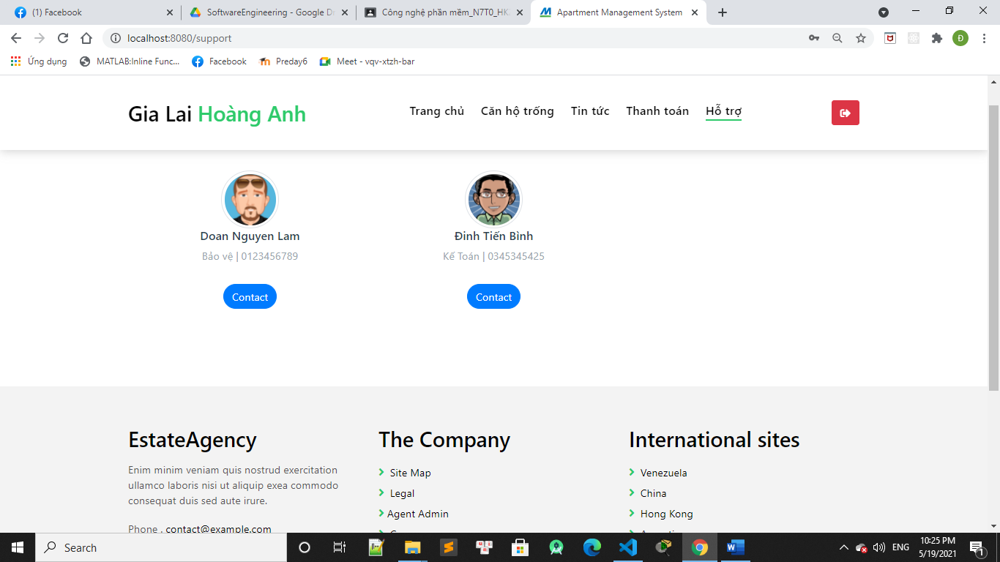 (1) Facebook
SoftwareEngineering - Google D
Công nghệ phần mềm_N7T0_HK
Apartment Management System
localhost:8080/support
Ứng dụng
MATLAB:Inline Func...
Facebook
Preday6
Meet - vqv-xtzh-bar
Đ
Gia Lai Hoàng Anh
Trang chủ
Căn hộ trống
Tin tức
Thanh toán
Hỗ trợ
Doan Nguyen Lam
Bảo vệ | 0123456789
Contact
Đinh Tiến Bình
Kế Toán | 0345345425
Contact
EstateAgency
Enim minim veniam quis nostrud exercitation
ullamco laboris nisi ut aliquip exea commodo
consequat duis sed aute irure.
Phone . contact@example.com
The Company
Site Map
Legal
Agent Admin
International sites
Venezuela
China
Hong Kong
Search
ENG
10:25 PM
5/19/2021
1